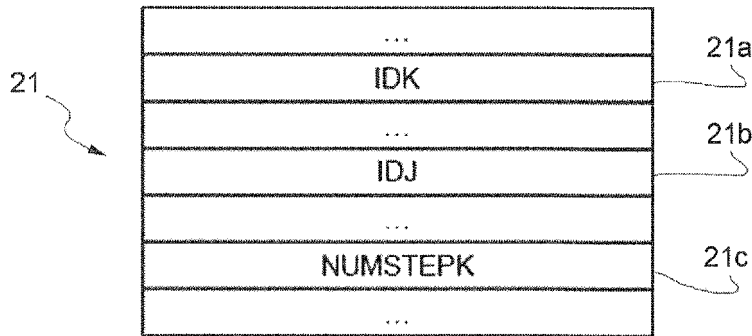 ...
IDK
21a
21
...
IDJ
21b
...
NUMSTEPK
21c
...